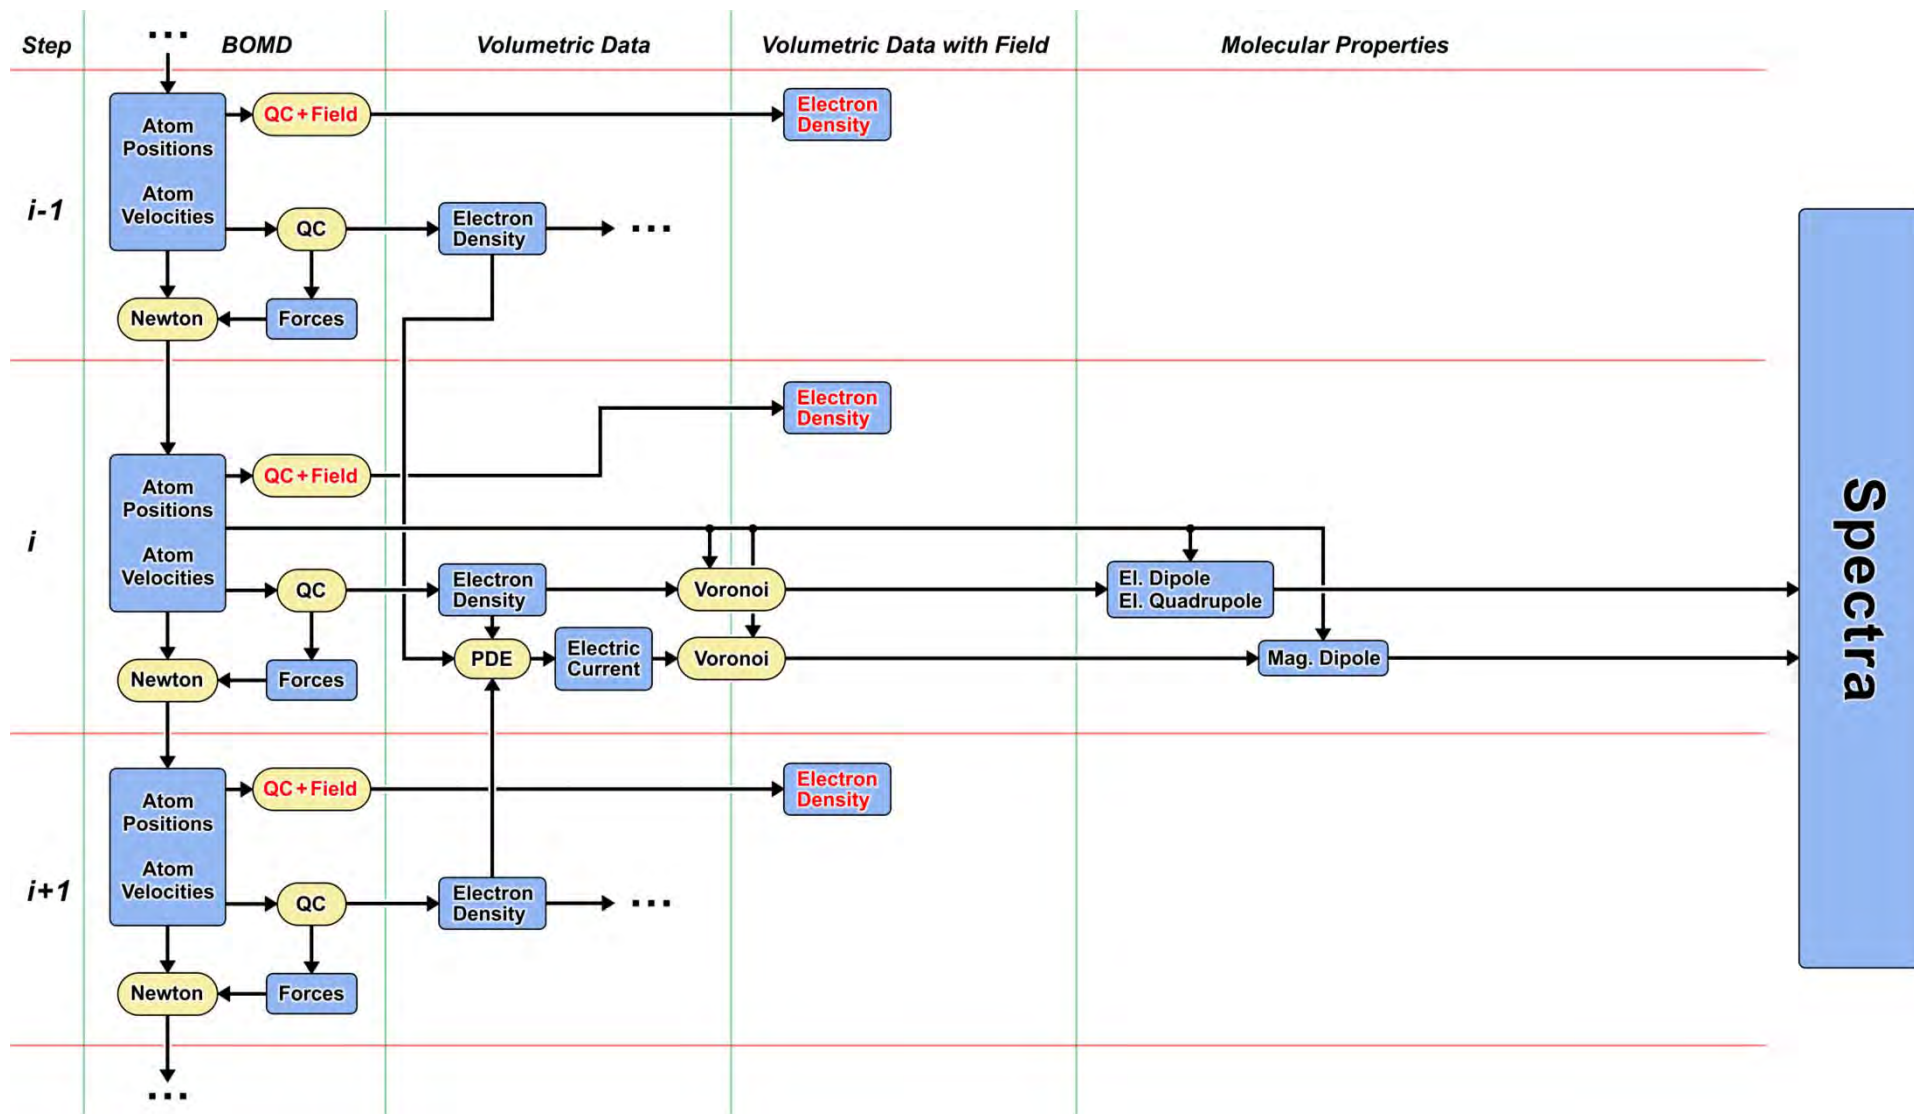 Step
BOMD
Volumetric Data
Volumetric Data with Field
Molecular Properties
...
i-1
Atom
Positions
Atom
Velocities
QC+Field
Electron
Density
QC
Electron
Density
...
Newton
Forces
i
Electron
Density
Atom
Positions
Atom
Velocities
QC+Field
QC
Electron
Density
Voronoi
El. Dipole
El. Quadrupole
Newton
Forces
PDE
Electric
Current
Voronoi
Mag. Dipole
i+1
Atom
Positions
Atom
Velocities
QC+Field
Electron
Density
QC
Electron
Density
...
Newton
Forces
...
Spectra